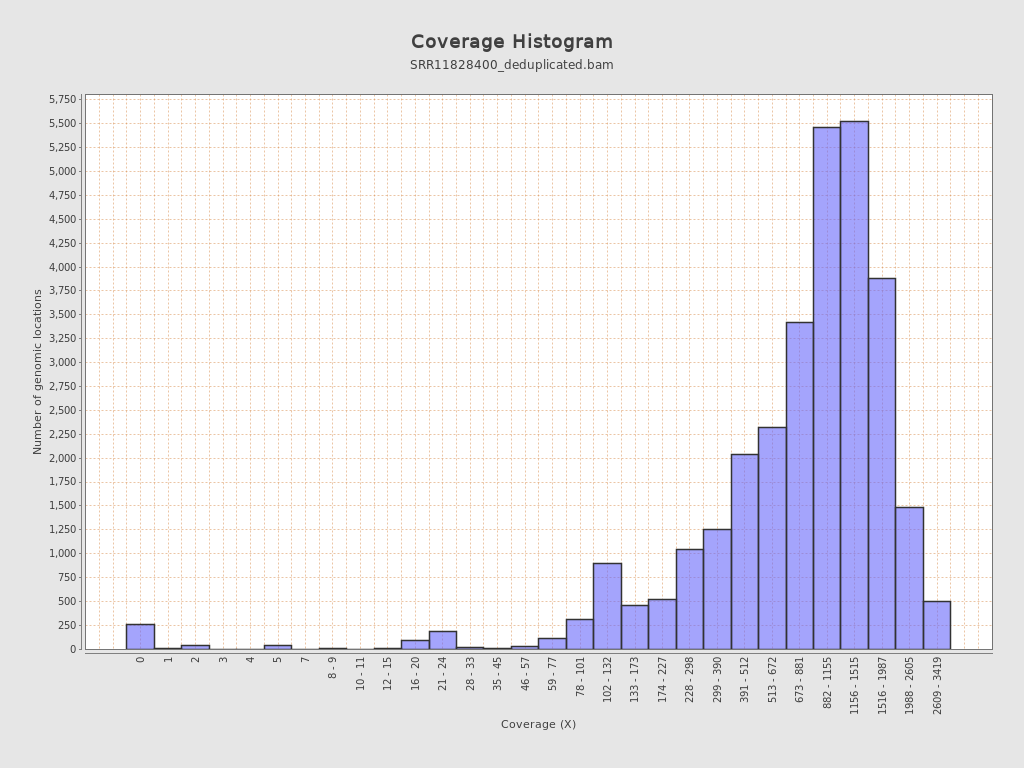 Coverage Histogram
SRR11828400_deduplicated.bam
Number of genomic locations
5,750
5,500
5,250
5,000
4,750
4,500
4,250
4,000
3,750
3,500
3,250
3,000
2,750
2,500
2,250
2,000
1,750
1,500
1,250
1,000
750
500
250
0
0
1
2
3
4
5
7
8 - 9
10 - 11
12 - 15
16 - 20
21 - 24
28 - 33
35 - 45
46 - 57
59 - 77
78 - 101
102 - 132
133 - 173
174 - 227
228 - 298
299 - 390
391 - 512
513 - 672
673 - 881
882 - 1155
1156 - 1515
1516 - 1987
1988 - 2605
2609 - 3419
Coverage (X)